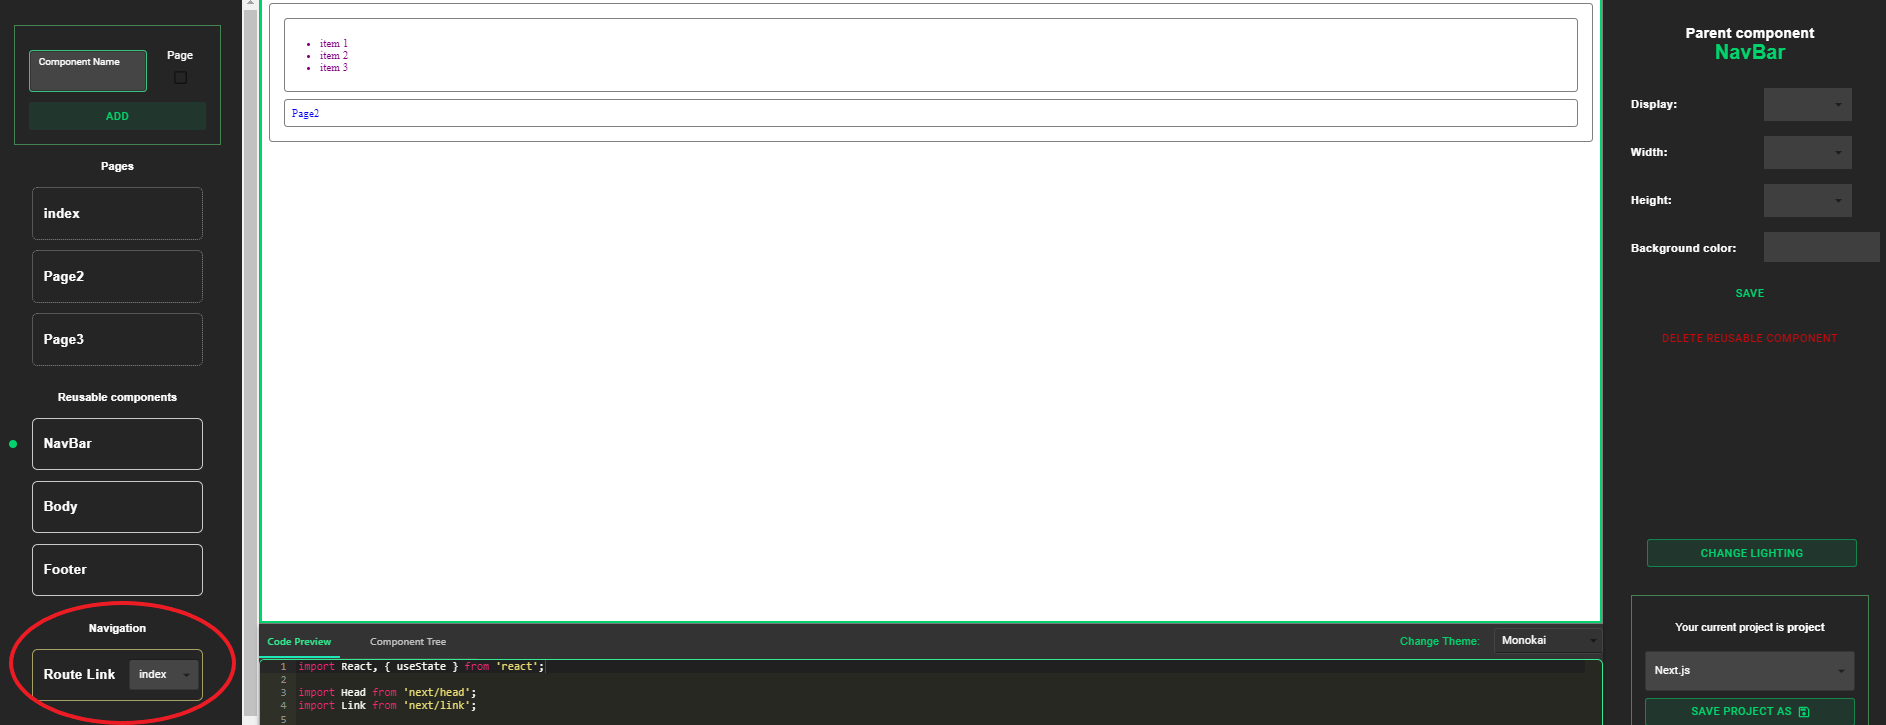 Component Name
Page
ADD
Pages
index
Page2
Page3
Reusable components
NavBar
Body
Footer
Navigation
Route Link index
item 1
item 2
item 3
Page2
Code Preview Component Tree Change Theme: Monokai
1 import React, { useState } from 'react';
2
3 import Head from 'next/head';
4 import Link from 'next/link';
5
Parent component
NavBar
Display:
Width:
Height:
Background color:
SAVE
DELETE REUSABLE COMPONENT
CHANGE LIGHTING
Your current project is project
Next.js
SAVE PROJECT AS